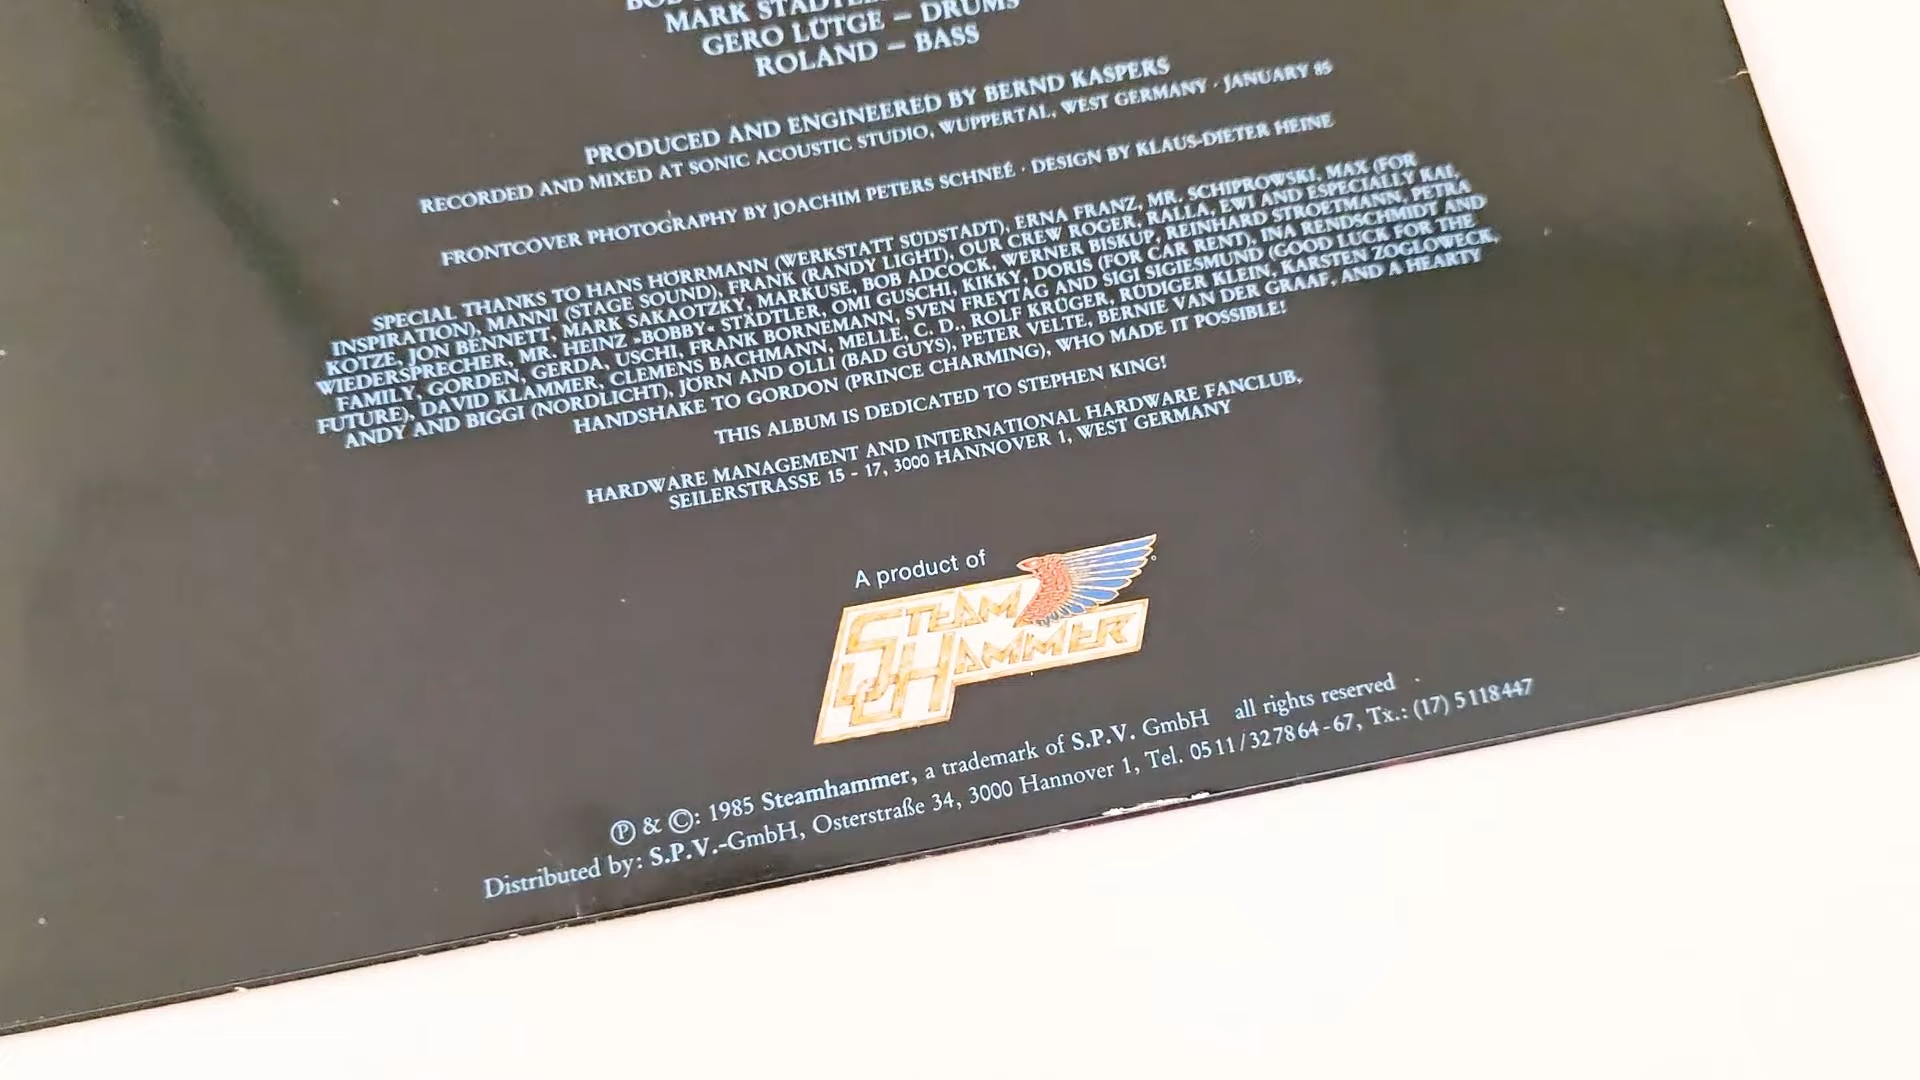 MARK STÄDTLE
GERO LÜTGE – DRUMS
ROLAND – BASS
PRODUCED AND ENGINEERED BY BERND KASPERS
RECORDED AND MIXED AT SONIC ACOUSTIC STUDIO, WUPPERTAL, WEST GERMANY · JANUARY 85
FRONTCOVER PHOTOGRAPHY BY JOACHIM PETERS SCHNEÉ · DESIGN BY KLAUS-DIETER HEINE
SPECIAL THANKS TO HANS HÖRRMANN (WERKSTATT SÜDSTADT), ERNA FRANZ, MR. SCHIPROWSKI, MAX (FOR
INSPIRATION), MANNI (STAGE SOUND), FRANK (RANDY LIGHT), OUR CREW ROGER, RALLA, EWI AND ESPECIALLY KAI,
KOTZE, JON BENNETT, MARK SAKAOTZKY, MARKUSE, BOB ADCOCK, WERNER BISKUP, REINHARD STROETMANN, PETRA
WIEDERSPRECHER, MR. HEINZ »BOBBY« STÄDTLER, OMI GUSCHI, KIKKY, DORIS (FOR CAR RENT), INA RENDSCHMIDT AND
FAMILY, GORDEN, GERDA, USCHI, FRANK BORNEMANN, SVEN FREYTAG AND SIGI SIGIESMUND (GOOD LUCK FOR THE
FUTURE), DAVID KLAMMER, CLEMENS BACHMANN, MELLE, C. D., ROLF KRÜGER, RÜDIGER KLEIN, KARSTEN ZOGLOWECK,
ANDY AND BIGGI (NORDLICHT), JÖRN AND OLLI (BAD GUYS), PETER VELTE, BERNIE VAN DER GRAAF, AND A HEARTY
HANDSHAKE TO GORDON (PRINCE CHARMING), WHO MADE IT POSSIBLE!
THIS ALBUM IS DEDICATED TO STEPHEN KING!
HARDWARE MANAGEMENT AND INTERNATIONAL HARDWARE FANCLUB,
SEILERSTRASSE 15 - 17, 3000 HANNOVER 1, WEST GERMANY
A product of
STEAM
HAMMER
Ⓟ & ©: 1985 Steamhammer, a trademark of S.P.V. GmbH all rights reserved
Distributed by: S.P.V.-GmbH, Osterstraße 34, 3000 Hannover 1, Tel. 0511/327864-67, Tx.: (17) 5118447